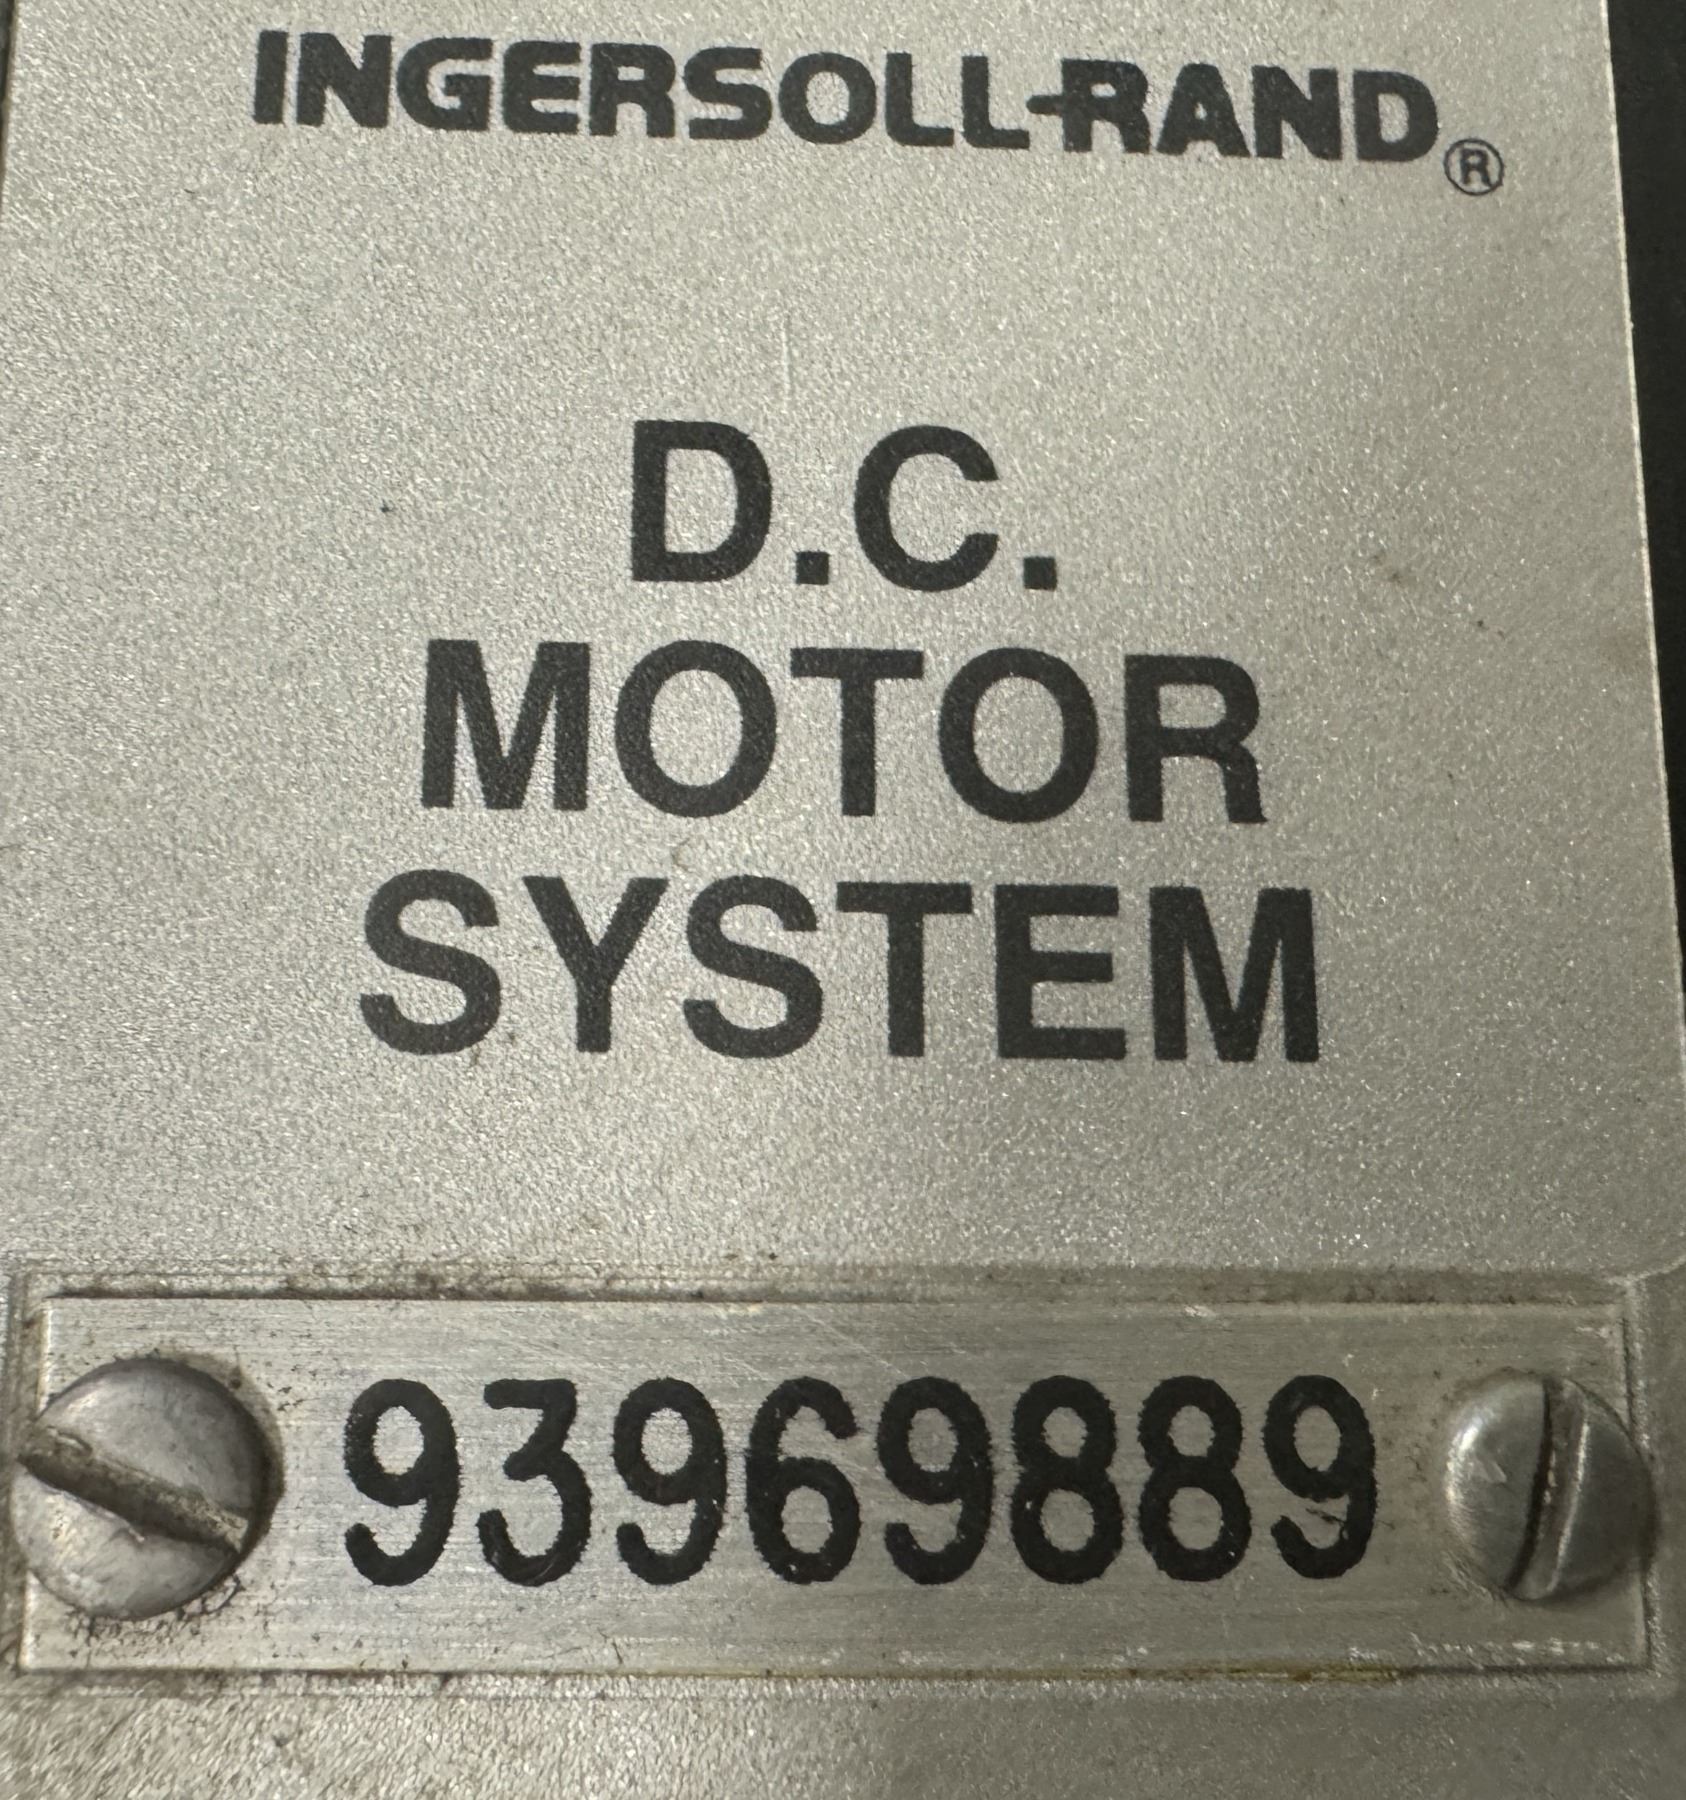 INGERSOLL-RAND®
D.C.
MOTOR
SYSTEM
93969889